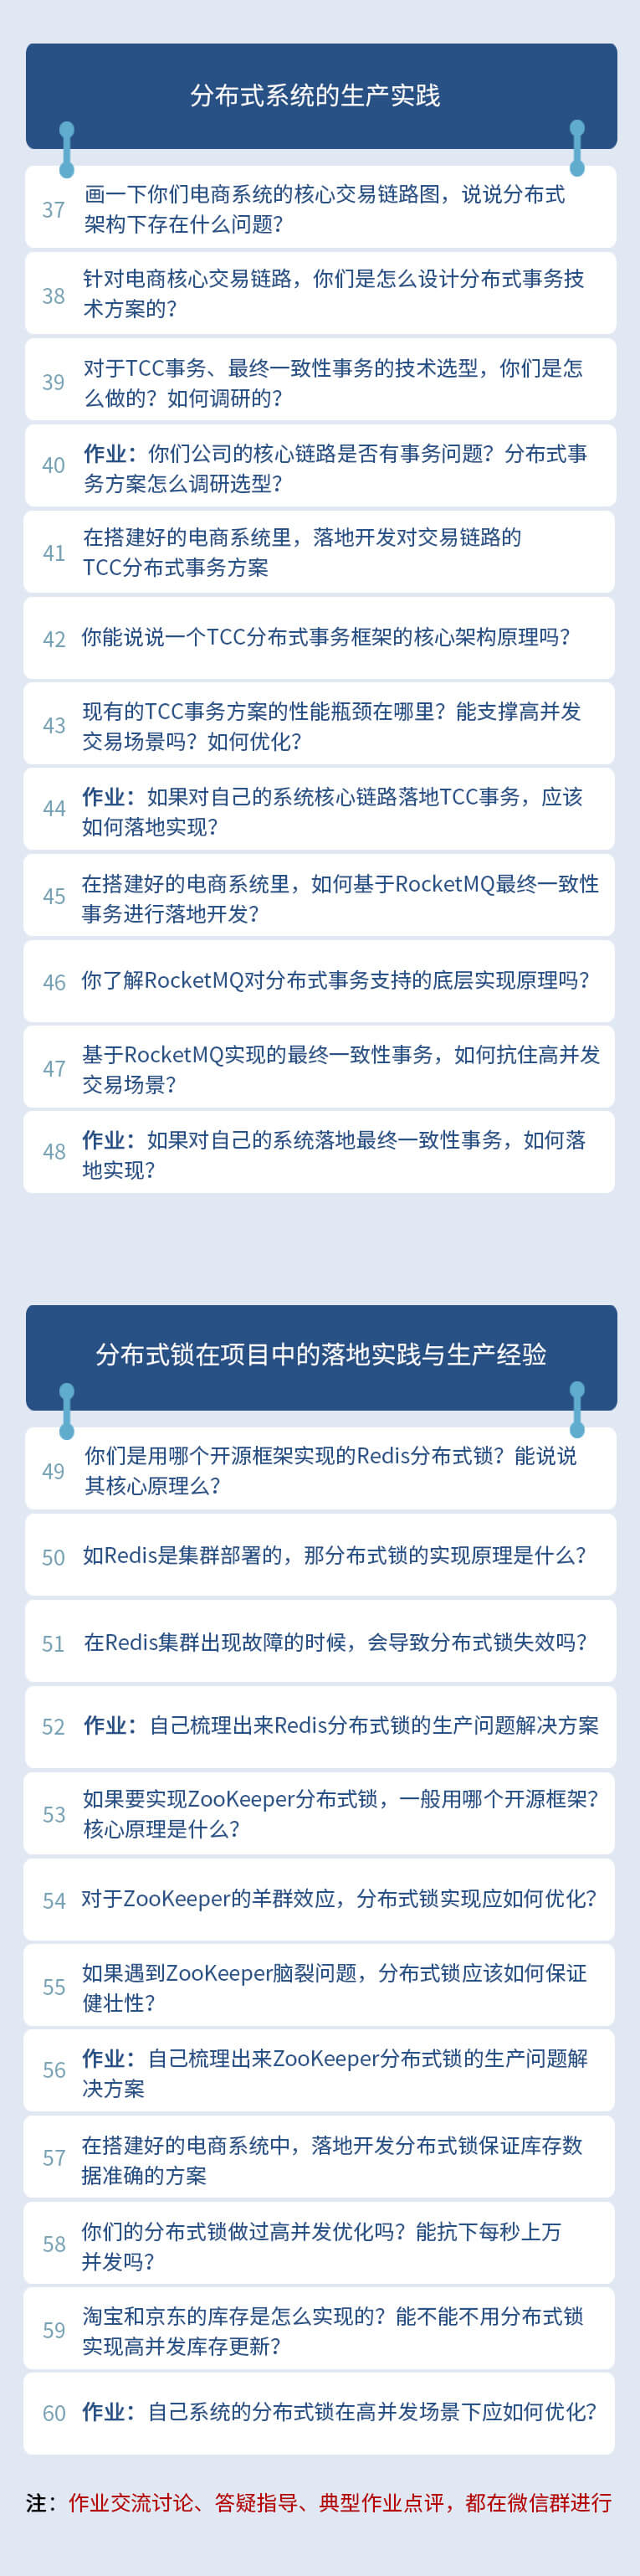 分布式系统的生产实践
37
画一下你们电商系统的核心交易链路图，说说分布式
架构下存在什么问题？
38
针对电商核心交易链路，你们是怎么设计分布式事务技
术方案的？
39
对于TCC事务、最终一致性事务的技术选型，你们是怎
么做的？如何调研的？
40
作业：你们公司的核心链路是否有事务问题？分布式事
务方案怎么调研选型？
41
在搭建好的电商系统里，落地开发对交易链路的
TCC分布式事务方案
42
你能说说一个TCC分布式事务框架的核心架构原理吗？
43
现有的TCC事务方案的性能瓶颈在哪里？能支撑高并发
交易场景吗？如何优化？
44
作业：如果对自己的系统核心链路落地TCC事务，应该
如何落地实现？
45
在搭建好的电商系统里，如何基于RocketMQ最终一致性
事务进行落地开发？
46
你了解RocketMQ对分布式事务支持的底层实现原理吗？
47
基于RocketMQ实现的最终一致性事务，如何抗住高并发
交易场景？
48
作业：如果对自己的系统落地最终一致性事务，如何落
地实现？
分布式锁在项目中的落地实践与生产经验
49
你们是用哪个开源框架实现的Redis分布式锁？能说说
其核心原理么？
50
如Redis是集群部署的，那分布式锁的实现原理是什么？
51
在Redis集群出现故障的时候，会导致分布式锁失效吗？
52
作业：自己梳理出来Redis分布式锁的生产问题解决方案
53
如果要实现ZooKeeper分布式锁，一般用哪个开源框架？
核心原理是什么？
54
对于ZooKeeper的羊群效应，分布式锁实现应如何优化？
55
如果遇到ZooKeeper脑裂问题，分布式锁应该如何保证
健壮性？
56
作业：自己梳理出来ZooKeeper分布式锁的生产问题解
决方案
57
在搭建好的电商系统中，落地开发分布式锁保证库存数
据准确的方案
58
你们的分布式锁做过高并发优化吗？能抗下每秒上万
并发吗？
59
淘宝和京东的库存是怎么实现的？能不能不用分布式锁
实现高并发库存更新？
60
作业：自己系统的分布式锁在高并发场景下应如何优化？
注：作业交流讨论、答疑指导、典型作业点评，都在微信群进行